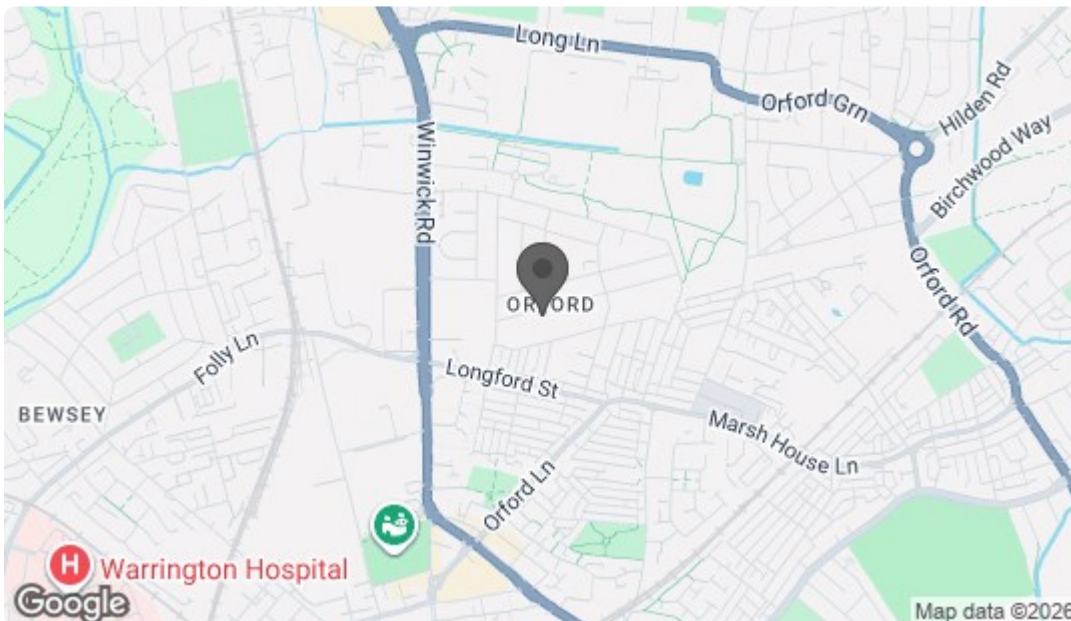 Long Ln
Orford Grn
Hilden Rd
Birchwood Way
Winwick Rd
Orford Rd
ORFORD
Folly Ln
Longford St
BEWSEY
Marsh House Ln
Orford Ln
H
Warrington Hospital
Google
Map data ©2026